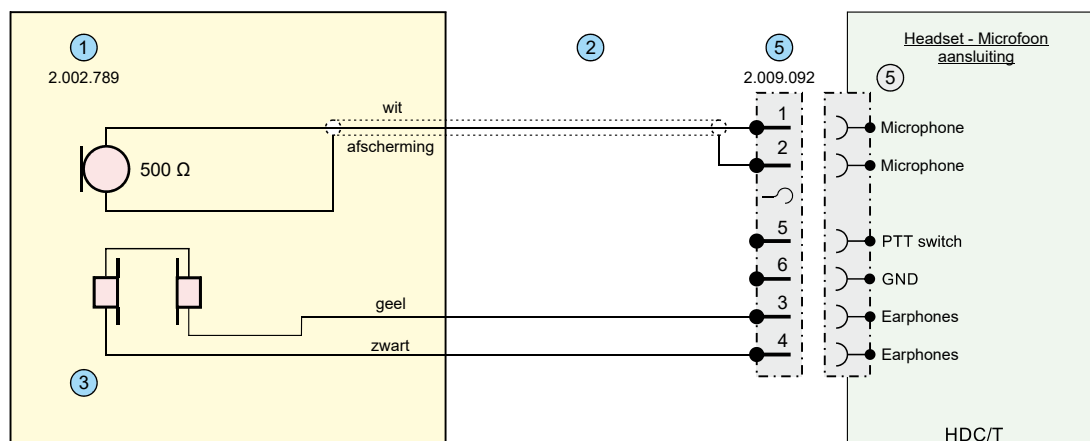 1
2.002.789
2
5
2.009.092
Headset - Microfoon
aansluiting
5
wit
afscherming
500 Ω
1
Microphone
2
Microphone
5
PTT switch
6
GND
geel
3
Earphones
zwart
4
Earphones
3
HDC/T